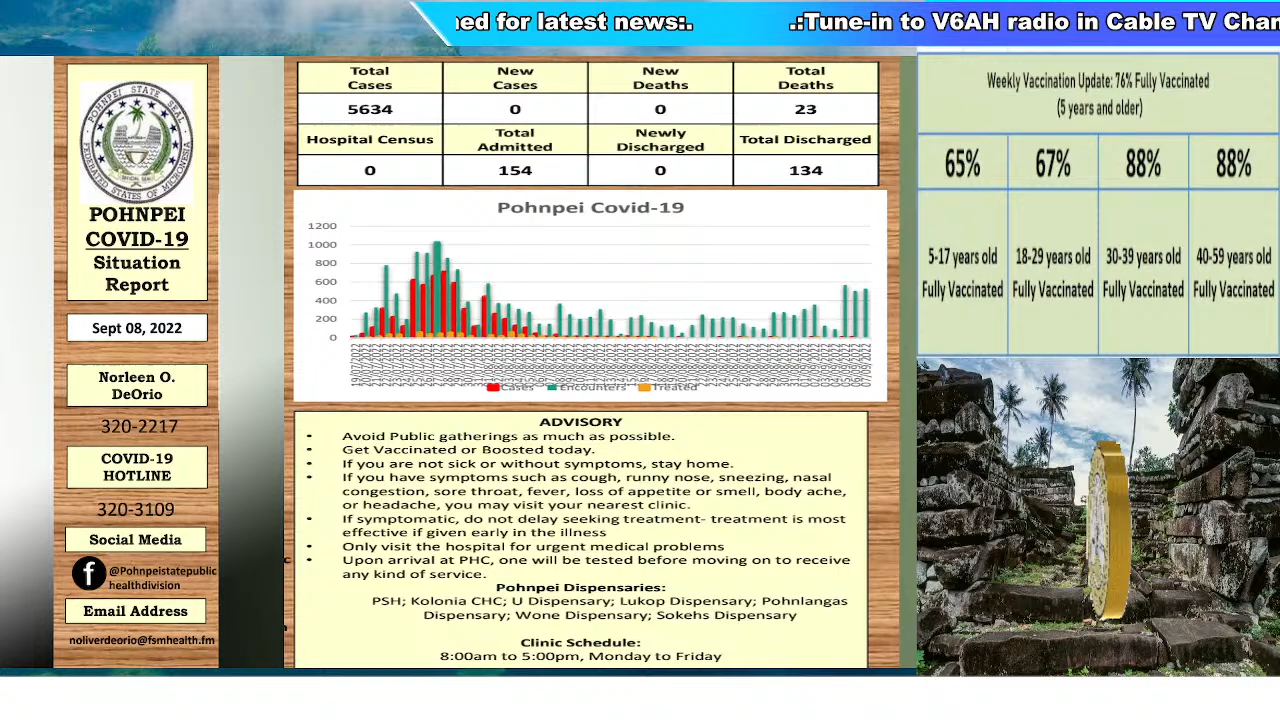 ned for latest news:.
.:Tune-in to V6AH radio in Cable TV Chan
POHNPEI STATE SEAL
FEDERATED STATES OF MICRONESIA
POHNPEI
COVID-19
Situation
Report
Sept 08, 2022
Norleen O.
DeOrio
320-2217
COVID-19
HOTLINE
320-3109
Social Media
f @Pohnpeistatepublic
healthdivision
Email Address
noliverdeorio@fsmhealth.fm
Total Cases New Cases New Deaths Total Deaths
5634 0 0 23
Hospital Census Total Admitted Newly Discharged Total Discharged
0 154 0 134
Pohnpei Covid-19
1200
1000
800
600
400
200
0
Cases Encounters Treated
ADVISORY
• Avoid Public gatherings as much as possible.
• Get Vaccinated or Boosted today.
• If you are not sick or without symptoms, stay home.
• If you have symptoms such as cough, runny nose, sneezing, nasal
congestion, sore throat, fever, loss of appetite or smell, body ache,
or headache, you may visit your nearest clinic.
• If symptomatic, do not delay seeking treatment- treatment is most
effective if given early in the illness
• Only visit the hospital for urgent medical problems
• Upon arrival at PHC, one will be tested before moving on to receive
any kind of service.
Pohnpei Dispensaries:
PSH; Kolonia CHC; U Dispensary; Lukop Dispensary; Pohnlangas
Dispensary; Wone Dispensary; Sokehs Dispensary
Clinic Schedule:
8:00am to 5:00pm, Monday to Friday
Weekly Vaccination Update: 76% Fully Vaccinated
(5 years and older)
65% 67% 88% 88%
5-17 years old 18-29 years old 30-39 years old 40-59 years old
Fully Vaccinated Fully Vaccinated Fully Vaccinated Fully Vaccinated